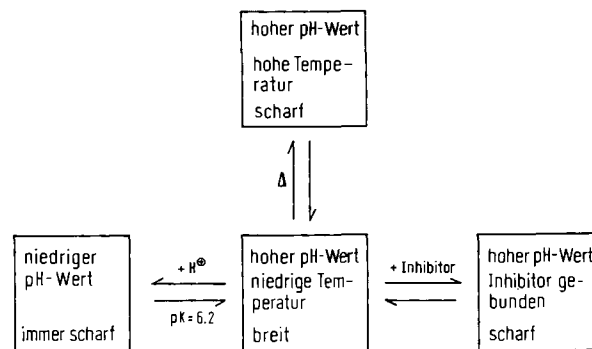 hoher pH-Wert
hohe Tempe-
ratur
scharf
Δ
niedriger
pH-Wert
immer scharf
+ H⊕
pK = 6.2
hoher pH-Wert
niedrige Tem-
peratur
breit
+ Inhibitor
hoher pH-Wert
Inhibitor ge-
bunden
scharf